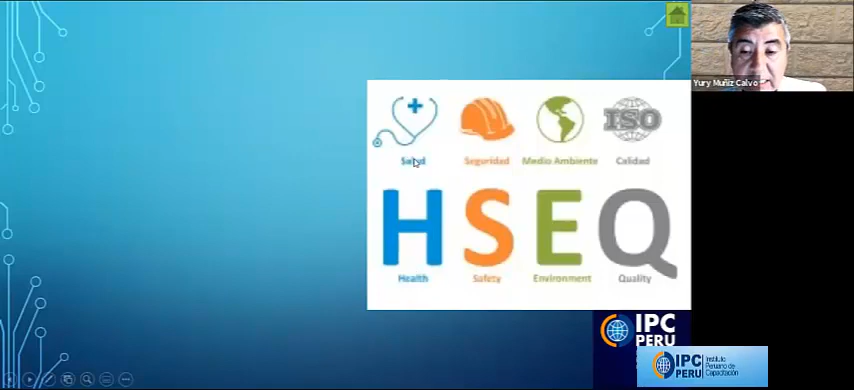 Yury Muñiz Calvo
ISO
Salud Seguridad Medio Ambiente Calidad
HSEQ
Health Safety Environment Quality
IPC
PERU
IPC
PERU
Instituto
Peruano de
Capacitación